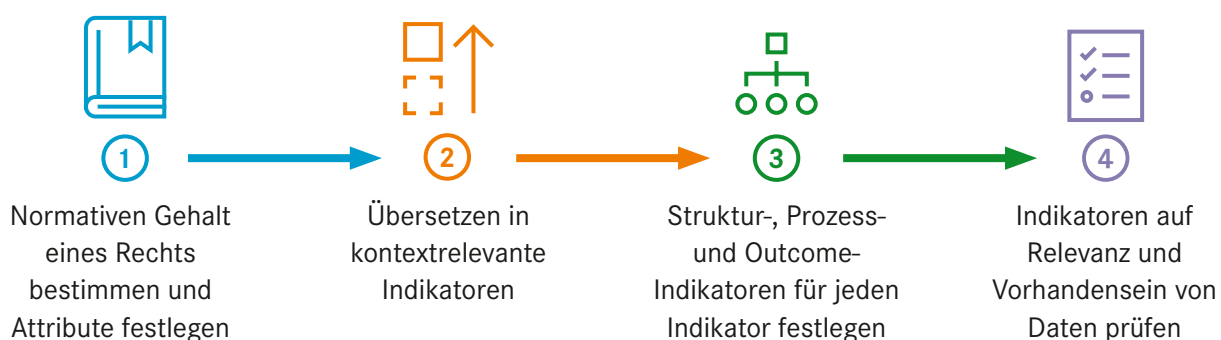 1
Normativen Gehalt
eines Rechts
bestimmen und
Attribute festlegen
2
Übersetzen in
kontextrelevante
Indikatoren
3
Struktur-, Prozess-
und Outcome-
Indikatoren für jeden
Indikator festlegen
4
Indikatoren auf
Relevanz und
Vorhandensein von
Daten prüfen